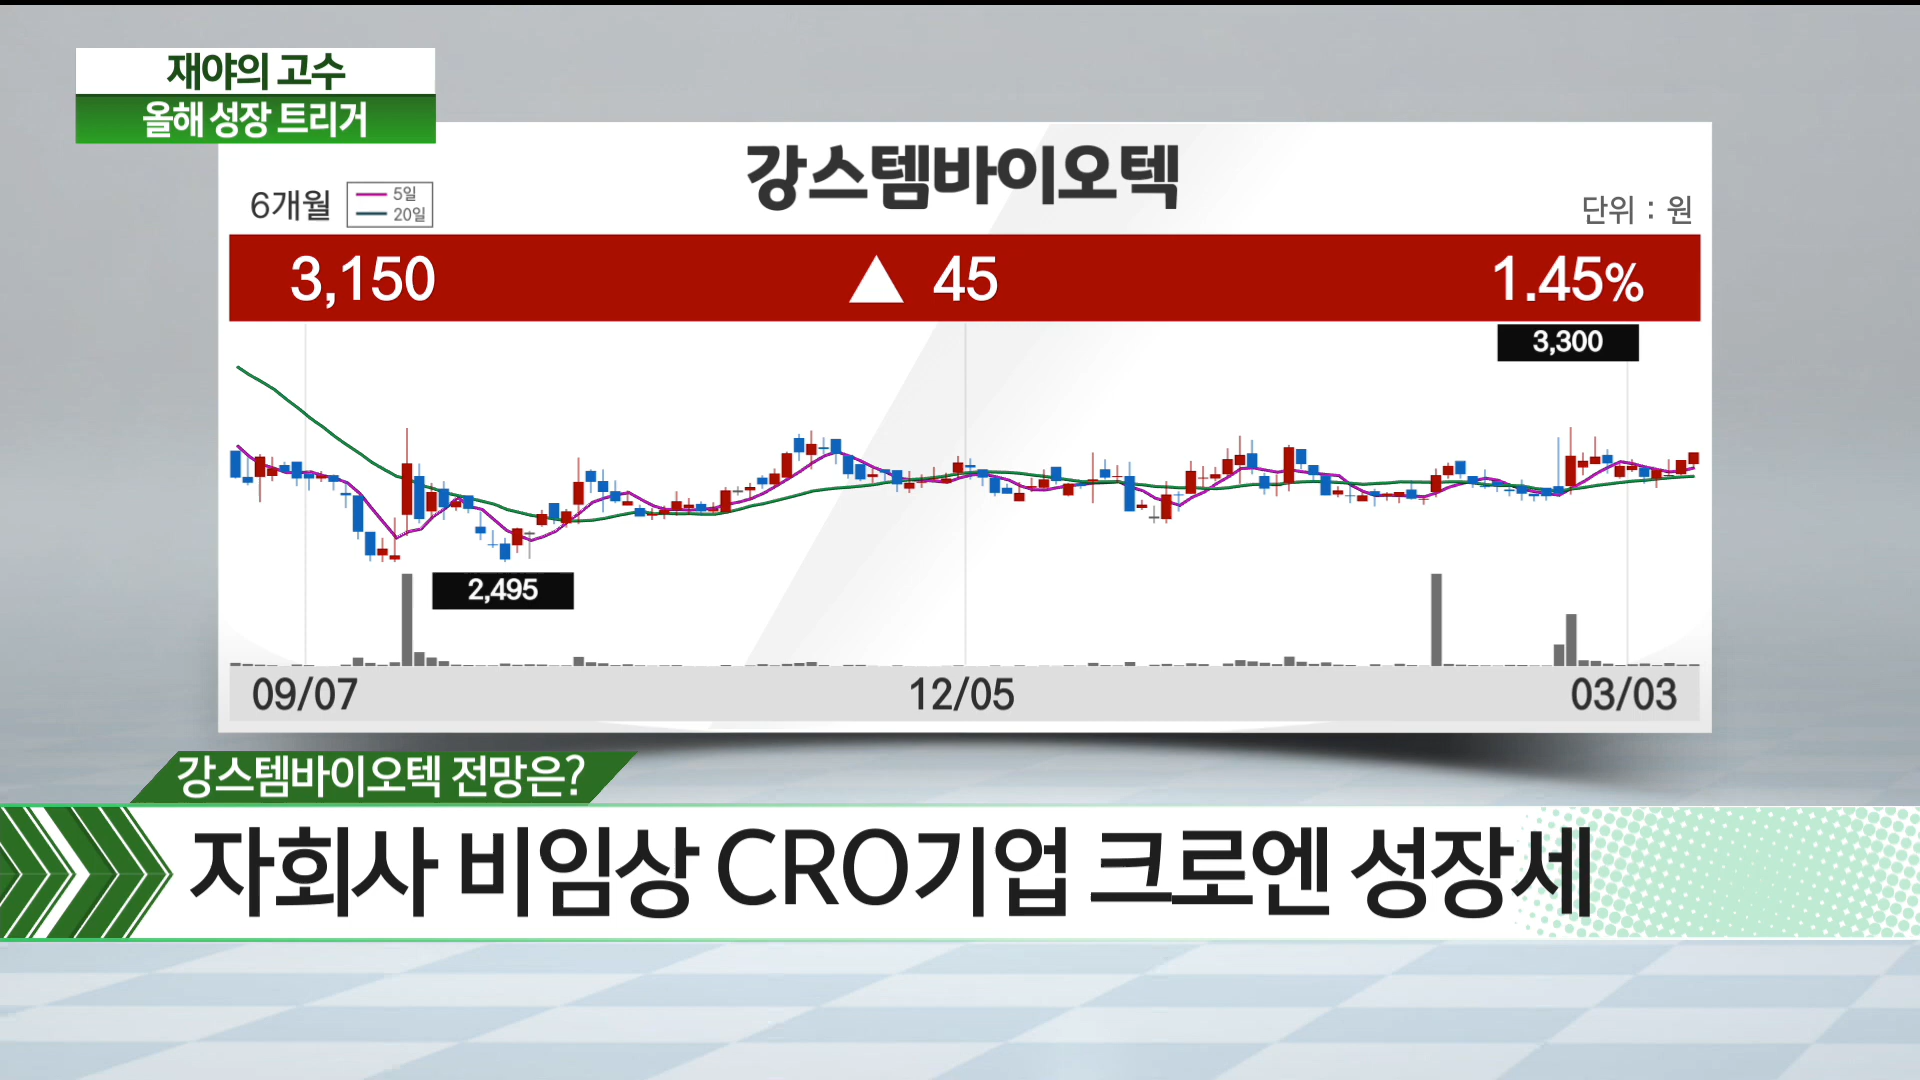 재야의 고수
올해 성장 트리거
강스템바이오텍
6개월
5일
20일
단위 : 원
3,150
▲ 45
1.45%
3,300
2,495
09/07
12/05
03/03
강스템바이오텍 전망은?
자회사 비임상 CRO기업 크로엔 성장세